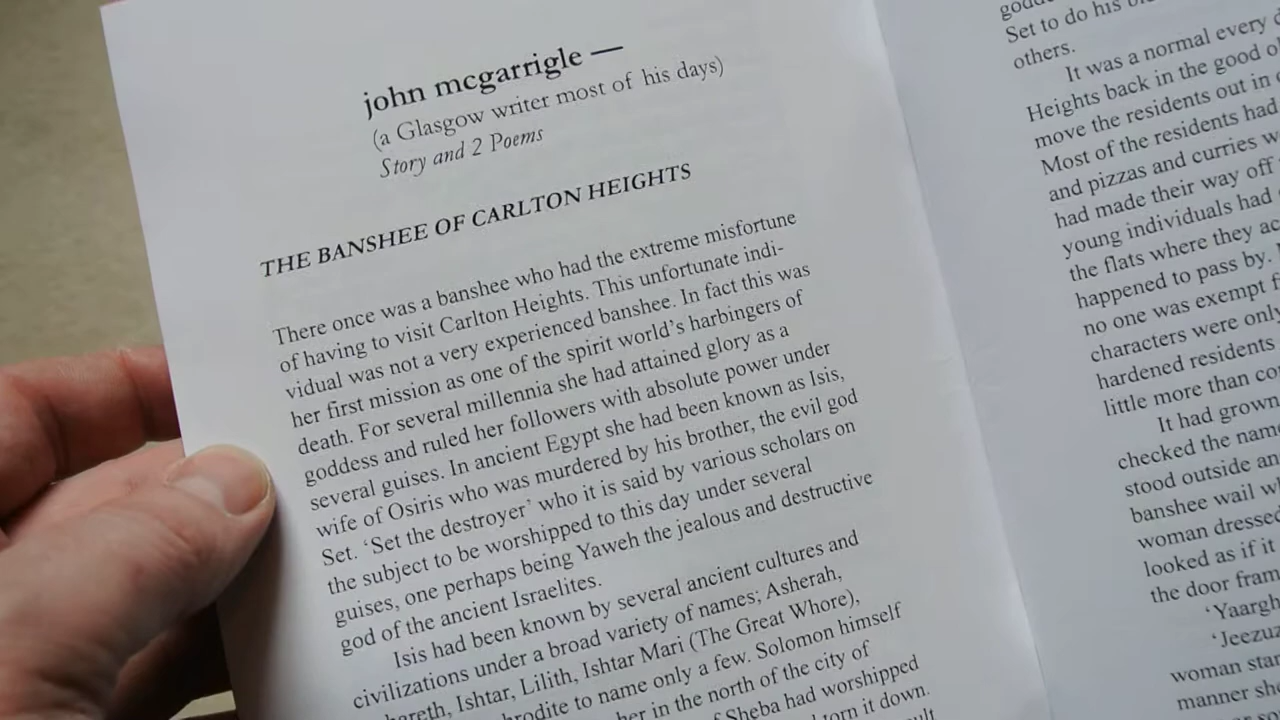 john mcgarrigle —
(a Glasgow writer most of his days)
Story and 2 Poems
THE BANSHEE OF CARLTON HEIGHTS
There once was a banshee who had the extreme misfortune
of having to visit Carlton Heights. This unfortunate indi-
vidual was not a very experienced banshee. In fact this was
her first mission as one of the spirit world's harbingers of
death. For several millennia she had attained glory as a
goddess and ruled her followers with absolute power under
several guises. In ancient Egypt she had been known as Isis,
wife of Osiris who was murdered by his brother, the evil god
Set. ‘Set the destroyer’ who it is said by various scholars on
the subject to be worshipped to this day under several
guises, one perhaps being Yaweh the jealous and destructive
god of the ancient Israelites.
Isis had been known by several ancient cultures and
civilizations under a broad variety of names; Asherah,
Ishtar, Lilith, Ishtar Mari (The Great Whore),
to name only a few. Solomon himself
her in the north of the city of
Sheba had worshipped
torn it down.
Set to do his
others.
It was a normal every
Heights back in the good
move the residents out in
Most of the residents had
and pizzas and curries
had made their way off
young individuals had
the flats where they
happened to pass by.
no one was exempt
characters were only
hardened residents
little more than
It had grown
checked the
stood outside
banshee wail
woman dressed
looked as if it
the door
‘Yaargh
‘Jeezuz
woman
manner